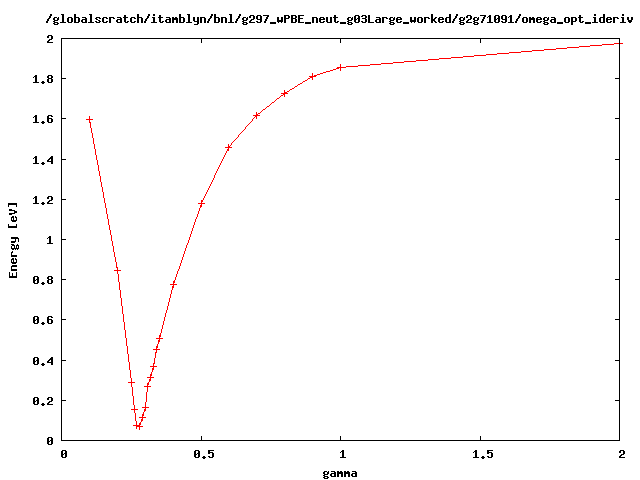 /globalscratch/itamblyn/bnl/g297_wPBE_neut_g03Large_worked/g2g71091/omega_opt_ideriv
2
1.8
1.6
1.4
1.2
1
0.8
0.6
0.4
0.2
0
Energy [eV]
0 0.5 1 1.5 2
gamma